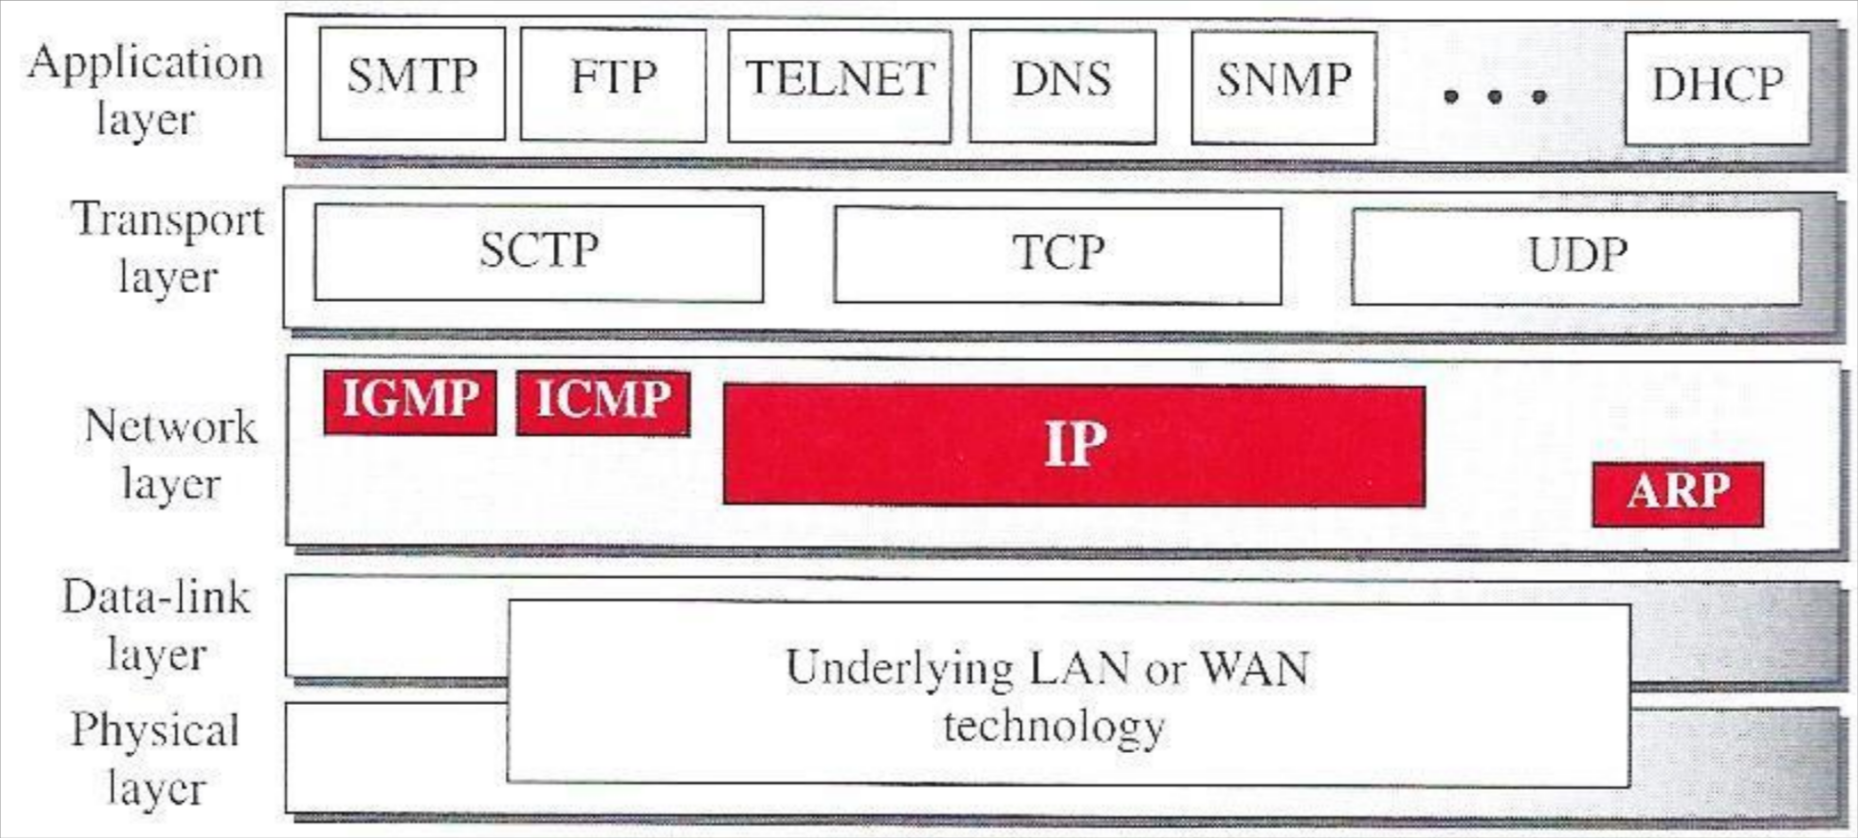 Application
layer
SMTP
FTP
TELNET
DNS
SNMP
• • •
DHCP
Transport
layer
SCTP
TCP
UDP
Network
layer
IGMP
ICMP
IP
ARP
Data-link
layer
Underlying LAN or WAN
technology
Physical
layer